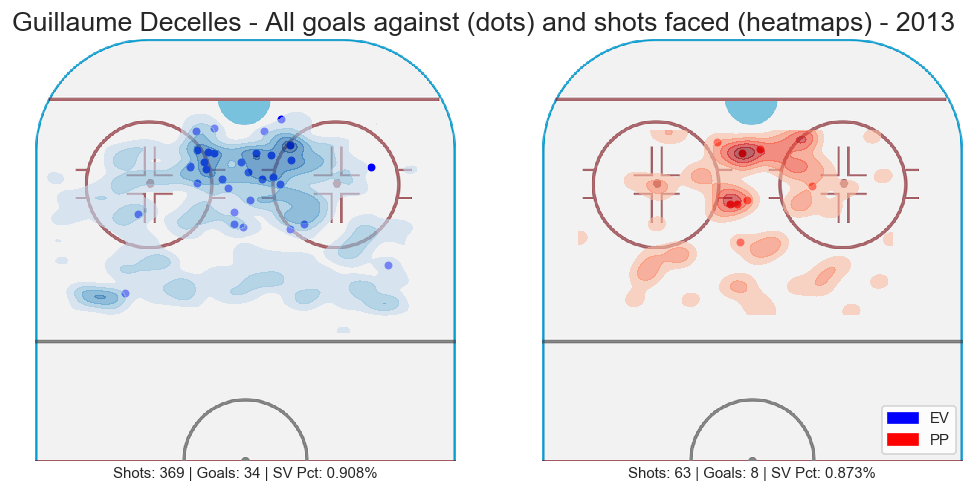 Guillaume Decelles - All goals against (dots) and shots faced (heatmaps) - 2013
EV
PP
Shots: 369 | Goals: 34 | SV Pct: 0.908%
Shots: 63 | Goals: 8 | SV Pct: 0.873%